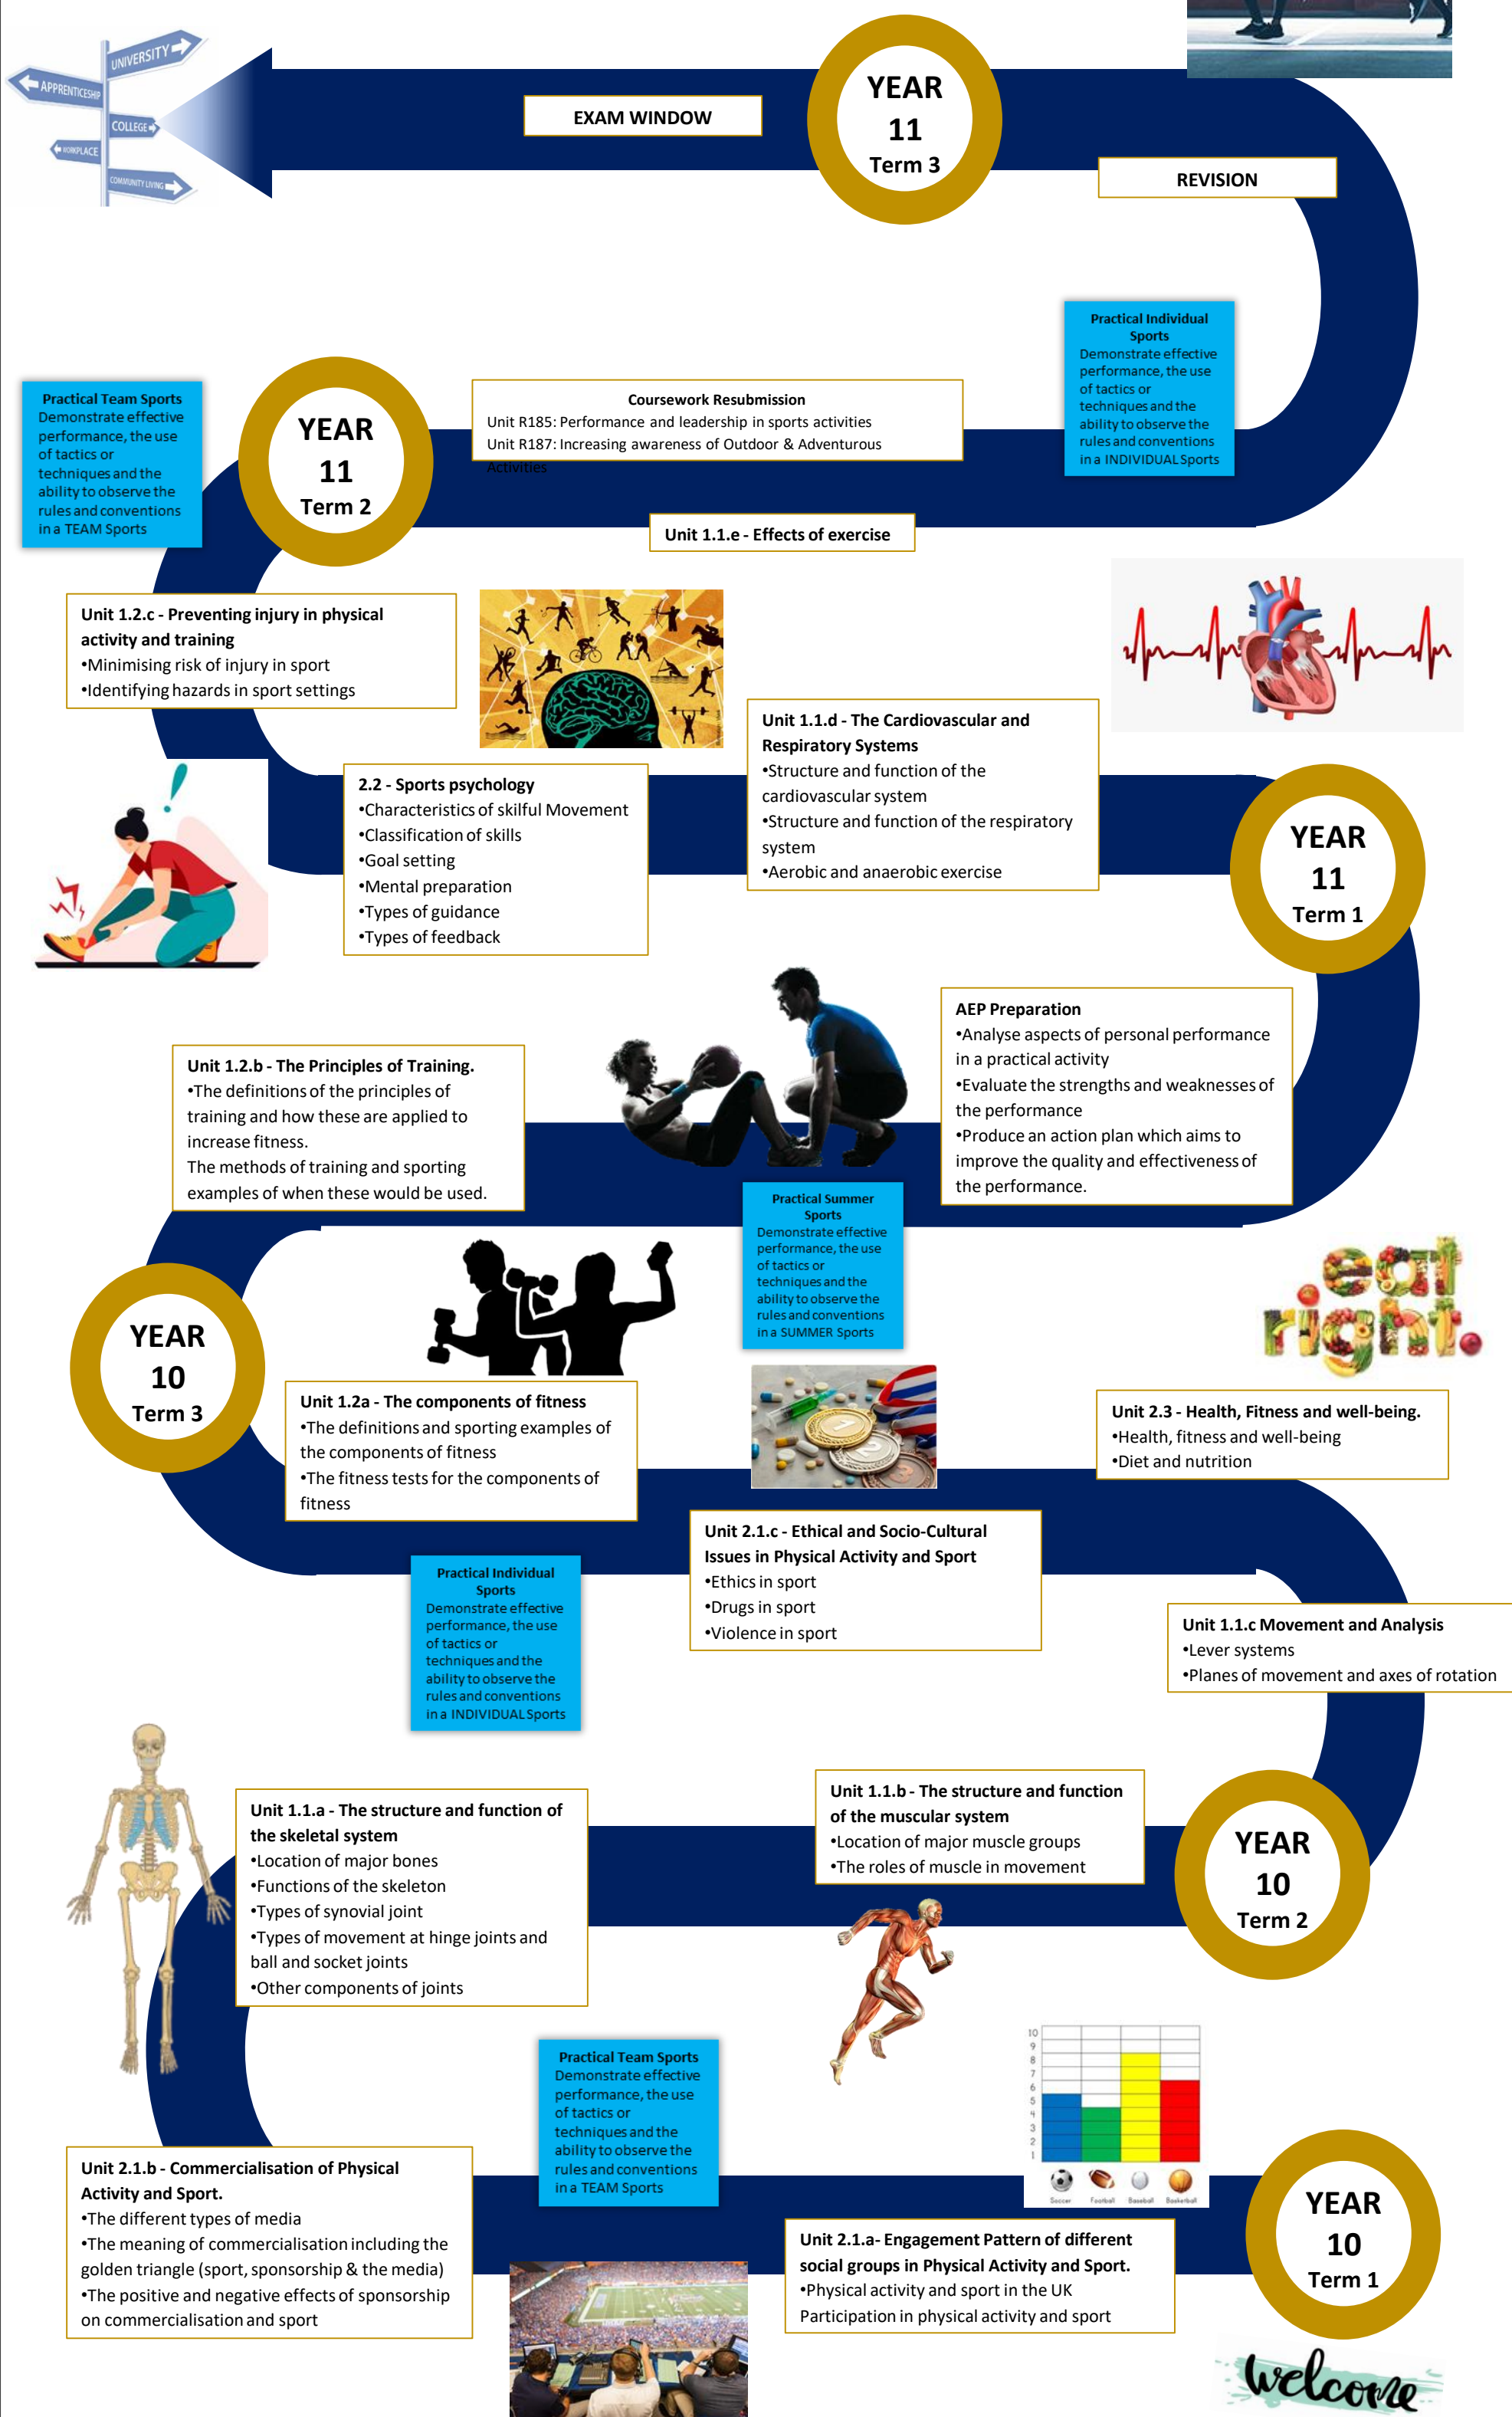 UNIVERSITY
APPRENTICESHIP
COLLEGE
WORKPLACE
COMMUNITY LIVING
EXAM WINDOW
YEAR
11
Term 3
REVISION
Practical Individual
Sports
Demonstrate effective
performance, the use
of tactics or
techniques and the
ability to observe the
rules and conventions
in a INDIVIDUAL Sports
Practical Team Sports
Demonstrate effective
performance, the use
of tactics or
techniques and the
ability to observe the
rules and conventions
in a TEAM Sports
YEAR
11
Term 2
Coursework Resubmission
Unit R185: Performance and leadership in sports activities
Unit R187: Increasing awareness of Outdoor & Adventurous
Activities
Unit 1.1.e - Effects of exercise
Unit 1.2.c - Preventing injury in physical
activity and training
•Minimising risk of injury in sport
•Identifying hazards in sport settings
2.2 - Sports psychology
•Characteristics of skilful Movement
•Classification of skills
•Goal setting
•Mental preparation
•Types of guidance
•Types of feedback
Unit 1.1.d - The Cardiovascular and
Respiratory Systems
•Structure and function of the
cardiovascular system
•Structure and function of the respiratory
system
•Aerobic and anaerobic exercise
YEAR
11
Term 1
AEP Preparation
•Analyse aspects of personal performance
in a practical activity
•Evaluate the strengths and weaknesses of
the performance
•Produce an action plan which aims to
improve the quality and effectiveness of
the performance.
Unit 1.2.b - The Principles of Training.
•The definitions of the principles of
training and how these are applied to
increase fitness.
The methods of training and sporting
examples of when these would be used.
Practical Summer
Sports
Demonstrate effective
performance, the use
of tactics or
techniques and the
ability to observe the
rules and conventions
in a SUMMER Sports
YEAR
10
Term 3
Unit 1.2a - The components of fitness
•The definitions and sporting examples of
the components of fitness
•The fitness tests for the components of
fitness
1
2
3
eat
right.
Unit 2.3 - Health, Fitness and well-being.
•Health, fitness and well-being
•Diet and nutrition
Unit 2.1.c - Ethical and Socio-Cultural
Issues in Physical Activity and Sport
•Ethics in sport
•Drugs in sport
•Violence in sport
Practical Individual
Sports
Demonstrate effective
performance, the use
of tactics or
techniques and the
ability to observe the
rules and conventions
in a INDIVIDUAL Sports
Unit 1.1.c Movement and Analysis
•Lever systems
•Planes of movement and axes of rotation
Unit 1.1.a - The structure and function of
the skeletal system
•Location of major bones
•Functions of the skeleton
•Types of synovial joint
•Types of movement at hinge joints and
ball and socket joints
•Other components of joints
Unit 1.1.b - The structure and function
of the muscular system
•Location of major muscle groups
•The roles of muscle in movement
YEAR
10
Term 2
Practical Team Sports
Demonstrate effective
performance, the use
of tactics or
techniques and the
ability to observe the
rules and conventions
in a TEAM Sports
10
9
8
7
6
5
4
3
2
1
Soccer Football Baseball Basketball
Unit 2.1.b - Commercialisation of Physical
Activity and Sport.
•The different types of media
•The meaning of commercialisation including the
golden triangle (sport, sponsorship & the media)
•The positive and negative effects of sponsorship
on commercialisation and sport
Unit 2.1.a- Engagement Pattern of different
social groups in Physical Activity and Sport.
•Physical activity and sport in the UK
Participation in physical activity and sport
YEAR
10
Term 1
welcome